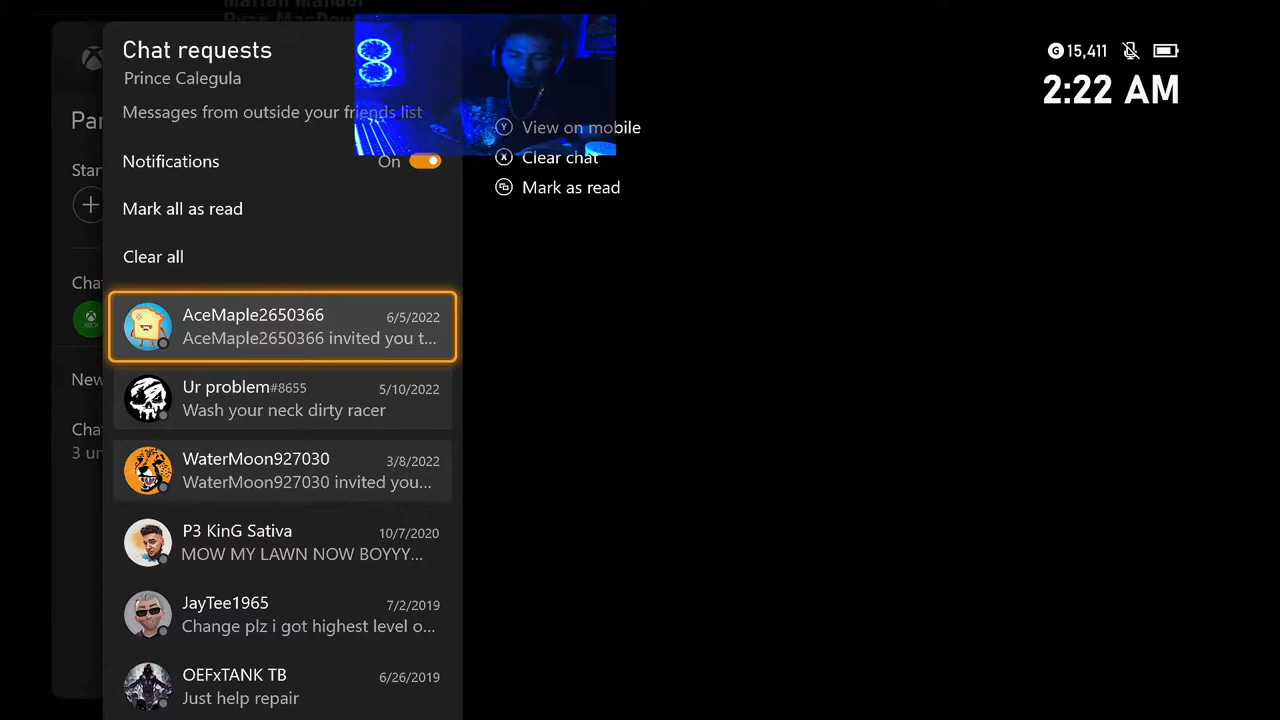 Chat requests
Prince Calegula
Messages from outside your friends list
Notifications
On
Mark all as read
Clear all
AceMaple2650366
6/5/2022
AceMaple2650366 invited you t...
Ur problem#8655
5/10/2022
Wash your neck dirty racer
WaterMoon927030
3/8/2022
WaterMoon927030 invited you...
P3 KinG Sativa
10/7/2020
MOW MY LAWN NOW BOYYY...
JayTee1965
7/2/2019
Change plz i got highest level o...
OEFxTANK TB
6/26/2019
Just help repair
Par
Star
Cha
XBOX
New
Cha
3 un
Y View on mobile
X Clear chat
Mark as read
G 15,411
2:22 AM